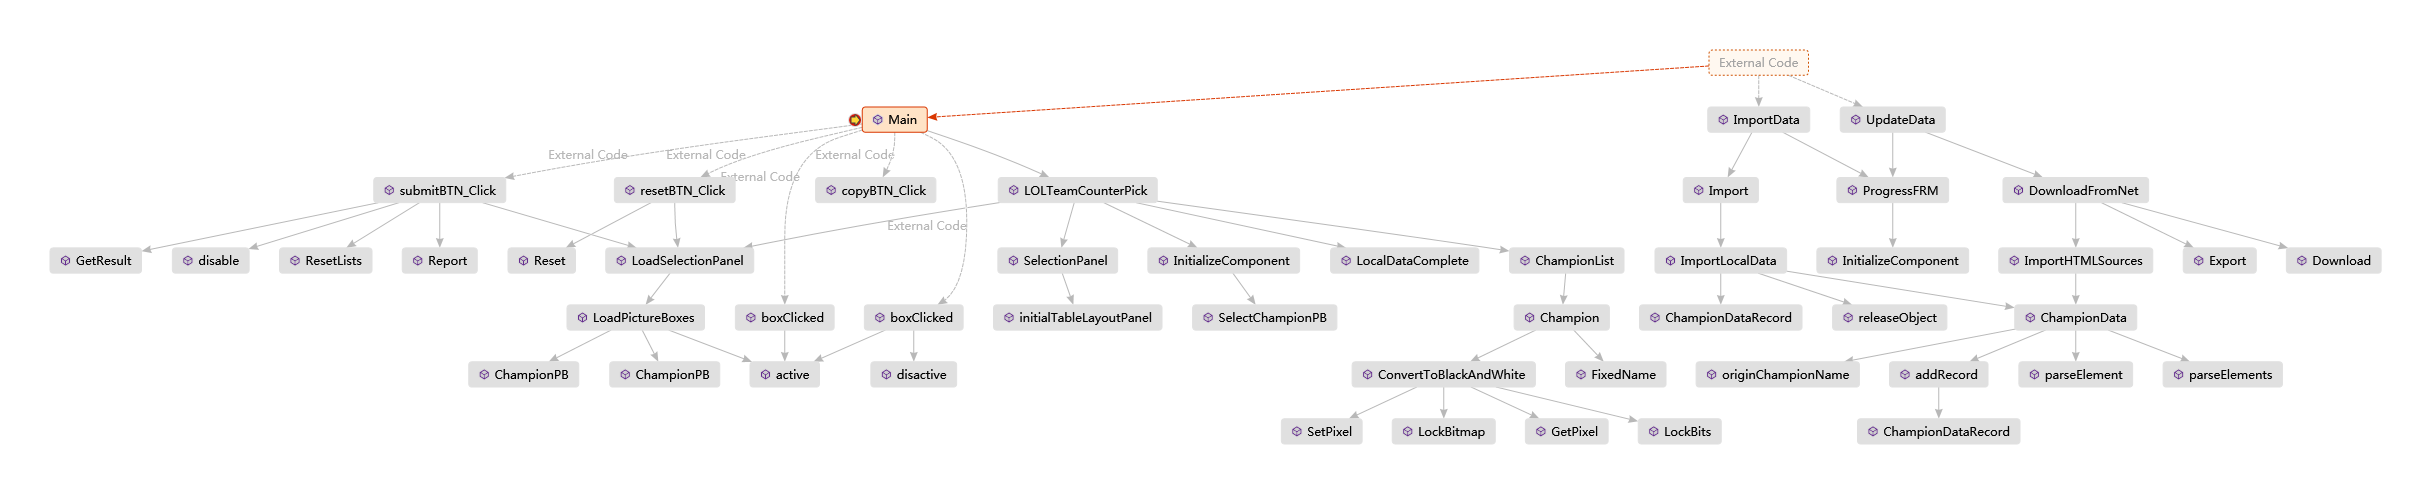 External Code
Main
ImportData
UpdateData
External Code
External Code
External Code
External Code
submitBTN_Click
resetBTN_Click
copyBTN_Click
LOLTeamCounterPick
Import
ProgressFRM
DownloadFromNet
External Code
GetResult
disable
ResetLists
Report
Reset
LoadSelectionPanel
SelectionPanel
InitializeComponent
LocalDataComplete
ChampionList
ImportLocalData
InitializeComponent
ImportHTMLSources
Export
Download
LoadPictureBoxes
boxClicked
boxClicked
initialTableLayoutPanel
SelectChampionPB
Champion
ChampionDataRecord
releaseObject
ChampionData
ChampionPB
ChampionPB
active
disactive
ConvertToBlackAndWhite
FixedName
originChampionName
addRecord
parseElement
parseElements
SetPixel
LockBitmap
GetPixel
LockBits
ChampionDataRecord